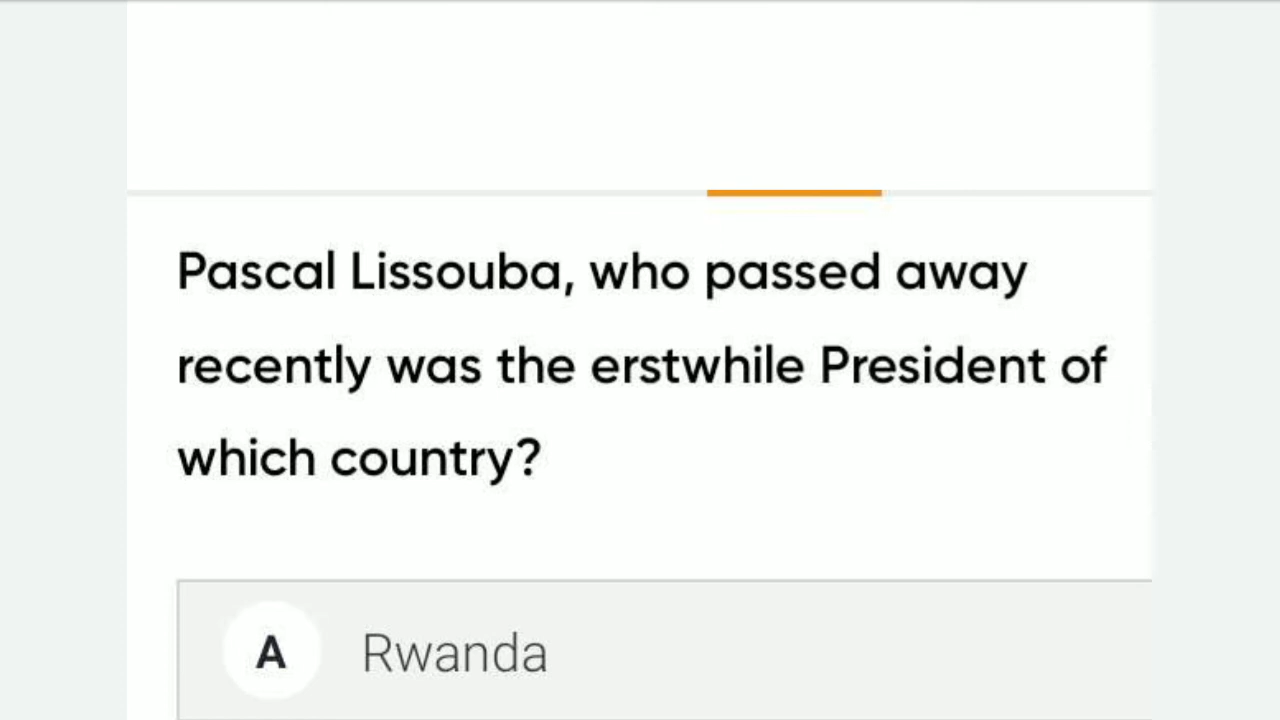 Pascal Lissouba, who passed away
recently was the erstwhile President of
which country?
A Rwanda